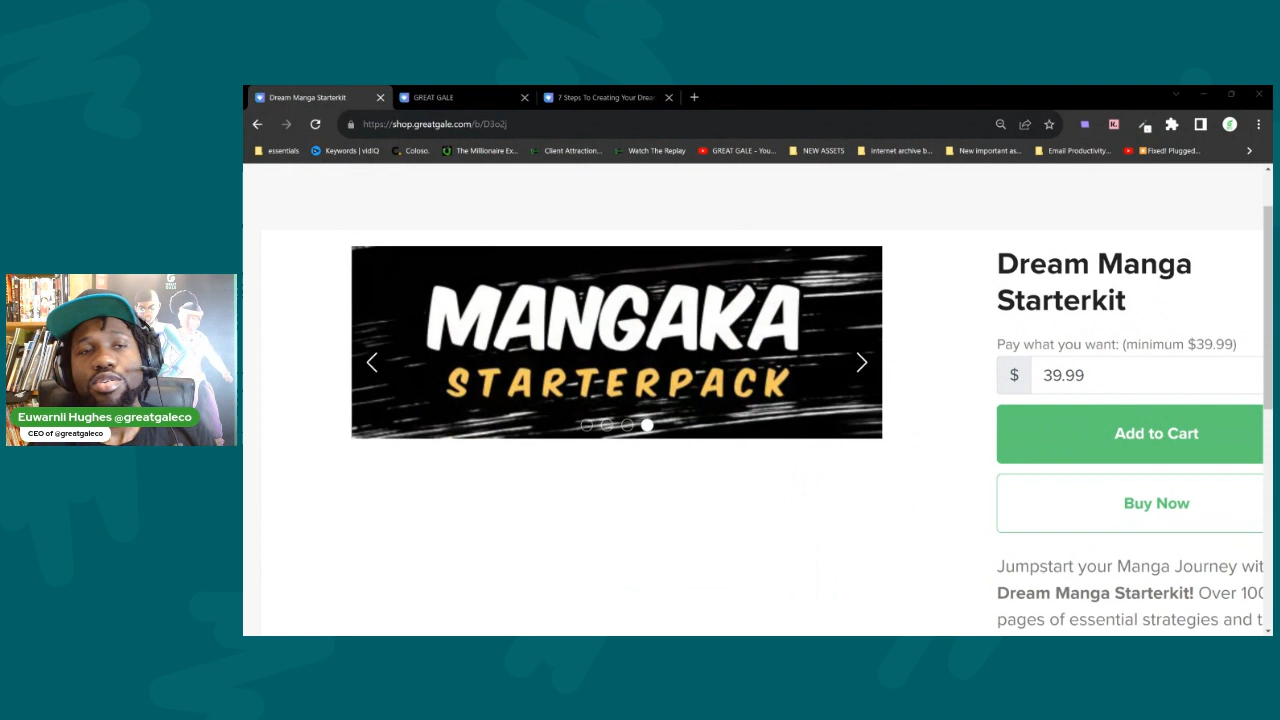 Dream Manga Starterkit
GREAT GALE
7 Steps To Creating Your Drea
https://shop.greatgale.com/b/D3o2j
essentials
Keywords | vidIQ
Coloso.
The Millionaire Ex...
Client Attraction...
Watch The Replay
GREAT GALE - You...
NEW ASSETS
internet archive b...
New important as...
Email Productivity...
Fixed! Plugged...
MANGAKA
STARTERPACK
Dream Manga
Starterkit
Pay what you want: (minimum $39.99)
$ 39.99
Add to Cart
Buy Now
Jumpstart your Manga Journey wit
Dream Manga Starterkit! Over 100
pages of essential strategies and t
Euwarnli Hughes @greatgaleco
CEO of @greatgaleco